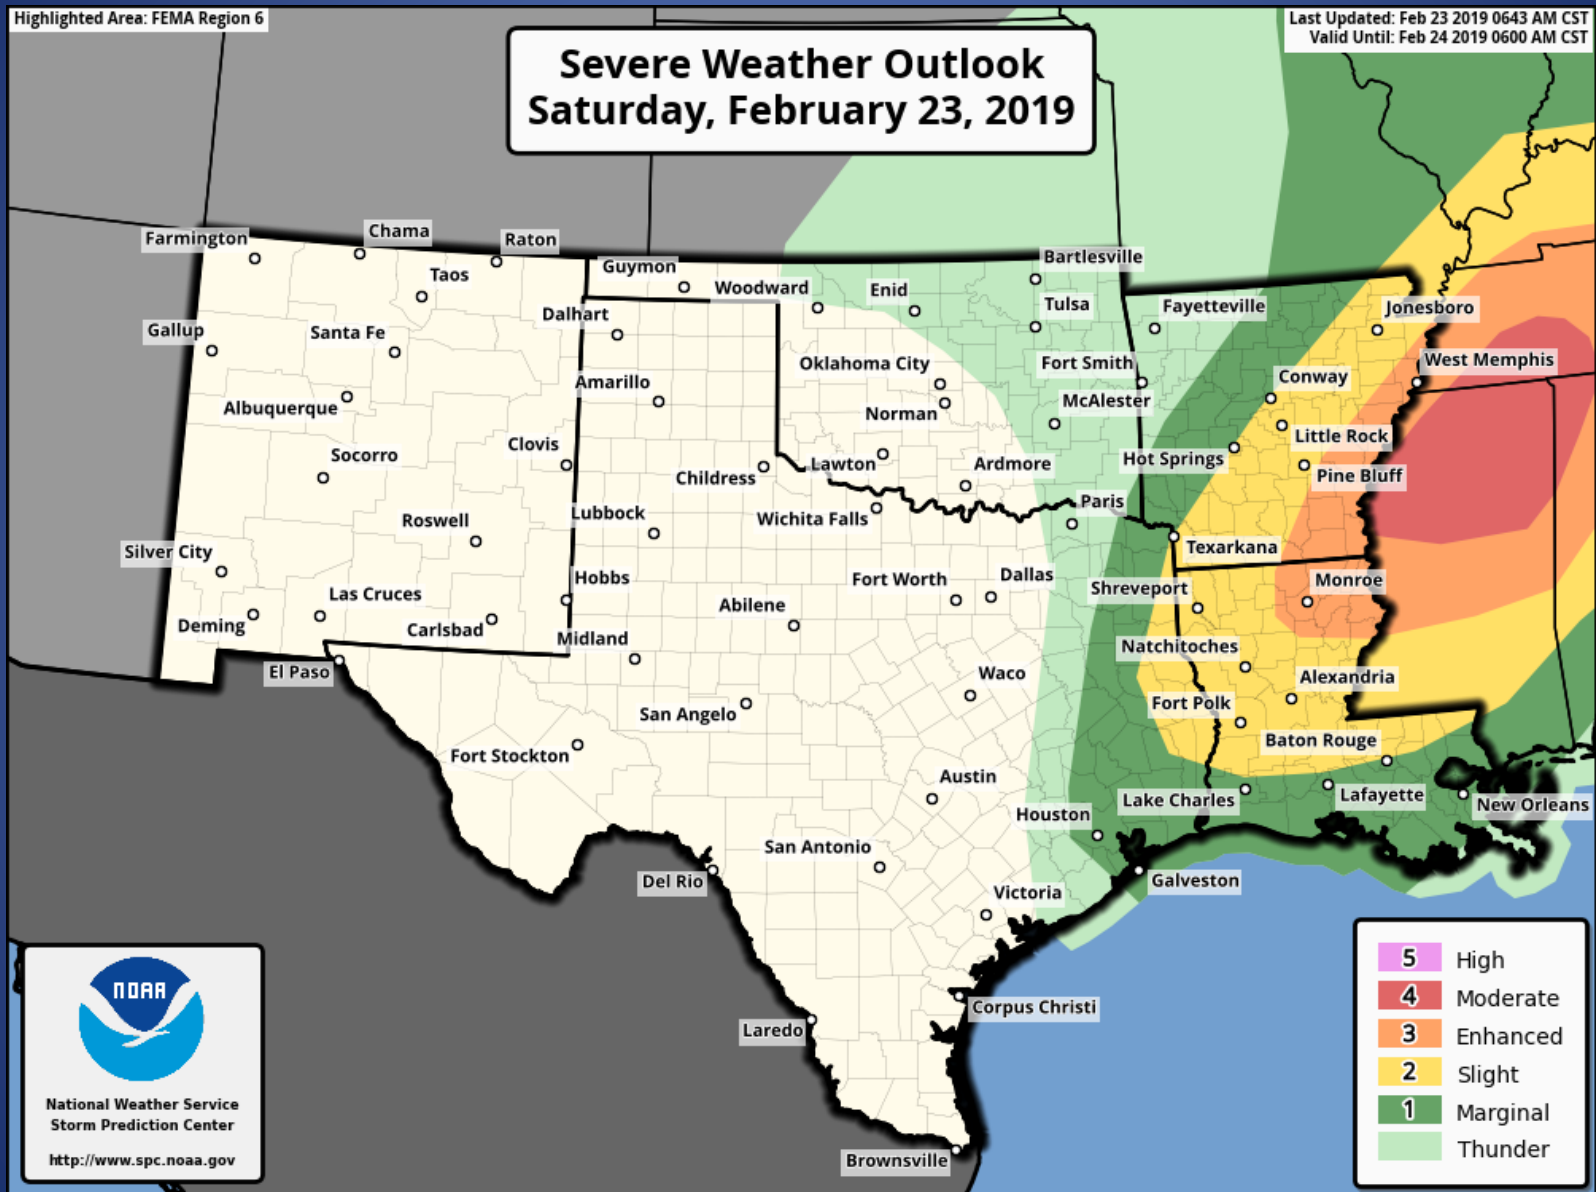 Highlighted Area: FEMA Region 6
Last Updated: Feb 23 2019 0643 AM CST
Valid Until: Feb 24 2019 0600 AM CST
Severe Weather Outlook
Saturday, February 23, 2019
Farmington
Chama
Raton
Guymon
Bartlesville
Taos
Woodward
Enid
Tulsa
Fayetteville
Jonesboro
Gallup
Santa Fe
Dalhart
Oklahoma City
Fort Smith
West Memphis
Albuquerque
Amarillo
Norman
McAlester
Conway
Socorro
Clovis
Childress
Lawton
Ardmore
Hot Springs
Little Rock
Pine Bluff
Roswell
Lubbock
Wichita Falls
Paris
Texarkana
Silver City
Las Cruces
Hobbs
Fort Worth
Dallas
Shreveport
Monroe
Deming
Carlsbad
Midland
Abilene
Natchitoches
El Paso
San Angelo
Waco
Fort Polk
Alexandria
Fort Stockton
Baton Rouge
Austin
Houston
Lake Charles
Lafayette
New Orleans
San Antonio
Del Rio
Victoria
Galveston
Corpus Christi
Laredo
Brownsville
NOAA
National Weather Service
Storm Prediction Center
http://www.spc.noaa.gov
5 High
4 Moderate
3 Enhanced
2 Slight
1 Marginal
Thunder